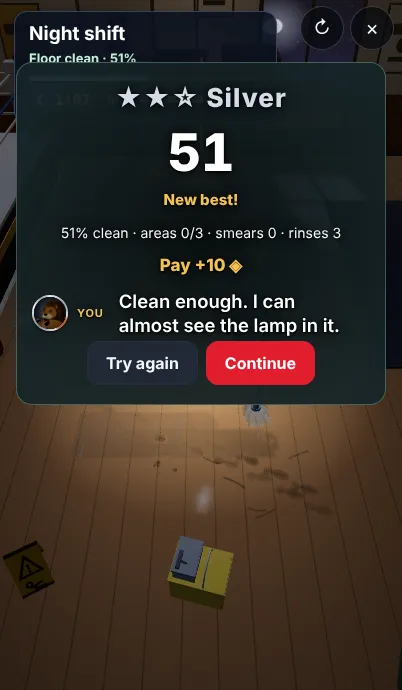 Night shift
Floor clean · 51%
★★☆ Silver
51
New best!
51% clean · areas 0/3 · smears 0 · rinses 3
Pay +10 ◈
YOU
Clean enough. I can
almost see the lamp in it.
Try again
Continue